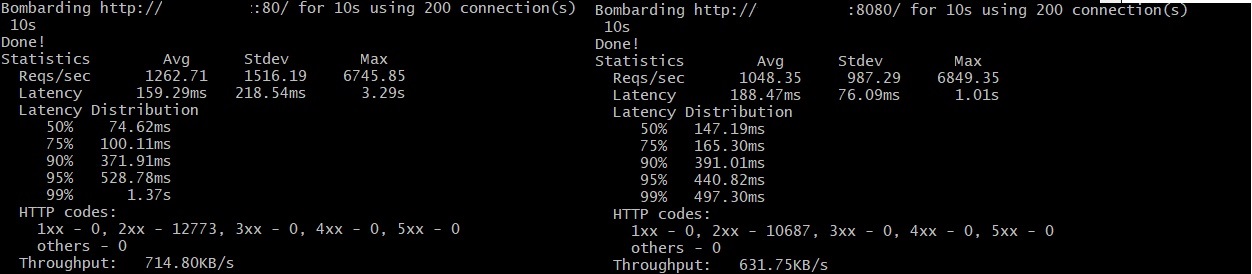 Bombarding http:// ::80/ for 10s using 200 connection(s)
10s
Done!
Statistics Avg Stdev Max
Reqs/sec 1262.71 1516.19 6745.85
Latency 159.29ms 218.54ms 3.29s
Latency Distribution
50% 74.62ms
75% 100.11ms
90% 371.91ms
95% 528.78ms
99% 1.37s
HTTP codes:
1xx - 0, 2xx - 12773, 3xx - 0, 4xx - 0, 5xx - 0
others - 0
Throughput: 714.80KB/s
Bombarding http:// :8080/ for 10s using 200 connection(s)
10s
Done!
Statistics Avg Stdev Max
Reqs/sec 1048.35 987.29 6849.35
Latency 188.47ms 76.09ms 1.01s
Latency Distribution
50% 147.19ms
75% 165.30ms
90% 391.01ms
95% 440.82ms
99% 497.30ms
HTTP codes:
1xx - 0, 2xx - 10687, 3xx - 0, 4xx - 0, 5xx - 0
others - 0
Throughput: 631.75KB/s